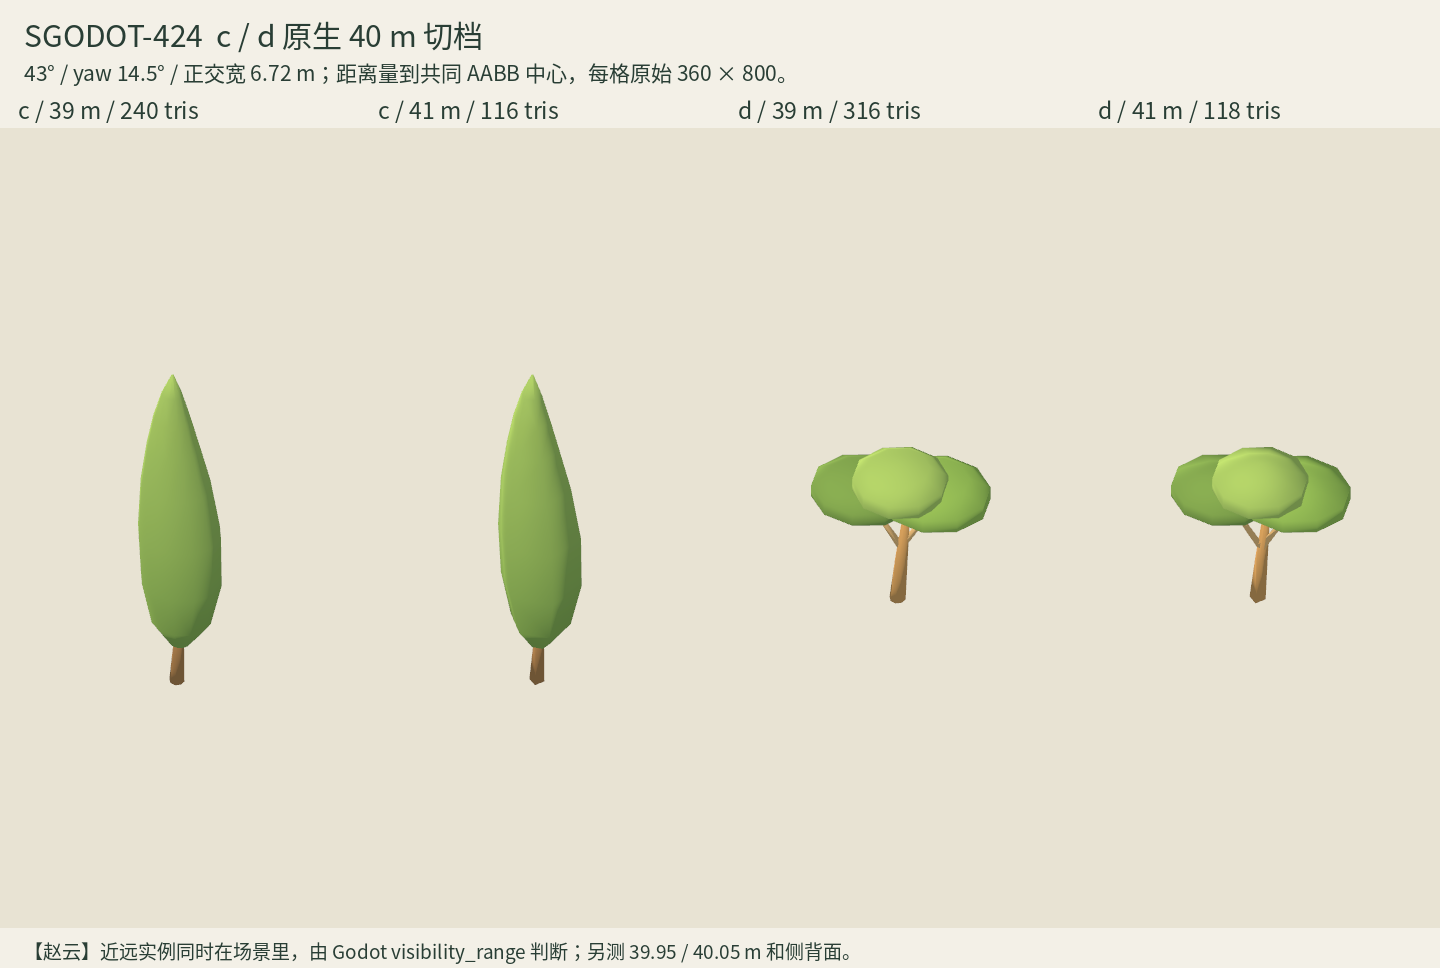 SGODOT-424 c / d 原生 40 m 切档
43° / yaw 14.5° / 正交宽 6.72 m；距离量到共同 AABB 中心，每格原始 360 × 800。
c / 39 m / 240 tris
c / 41 m / 116 tris
d / 39 m / 316 tris
d / 41 m / 118 tris
【赵云】近远实例同时在场景里，由 Godot visibility_range 判断；另测 39.95 / 40.05 m 和侧背面。